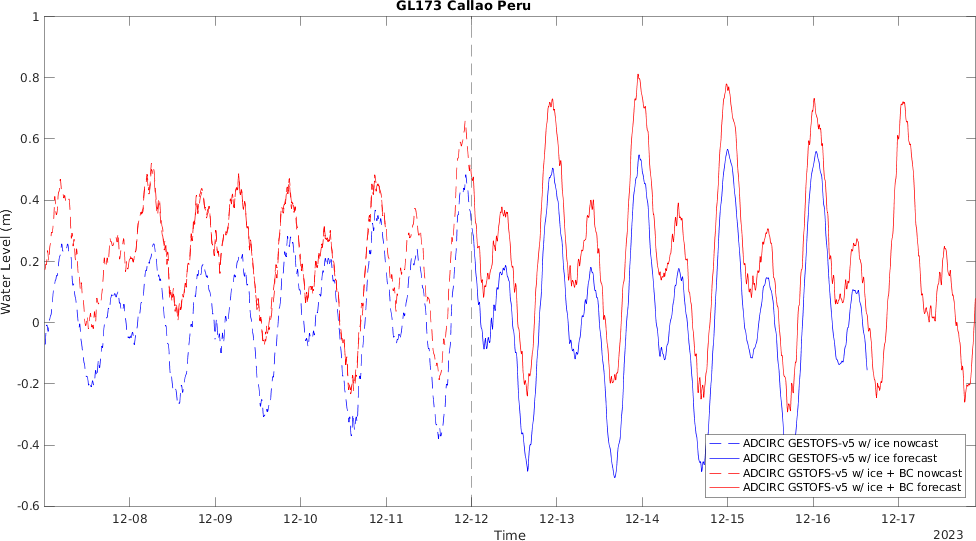 GL173 Callao Peru
1
0.8
0.6
0.4
0.2
0
-0.2
-0.4
-0.6
Water Level (m)
ADCIRC GESTOFS-v5 w/ ice nowcast
ADCIRC GESTOFS-v5 w/ ice forecast
ADCIRC GSTOFS-v5 w/ ice + BC nowcast
ADCIRC GSTOFS-v5 w/ ice + BC forecast
12-08 12-09 12-10 12-11 12-12 12-13 12-14 12-15 12-16 12-17
Time
2023